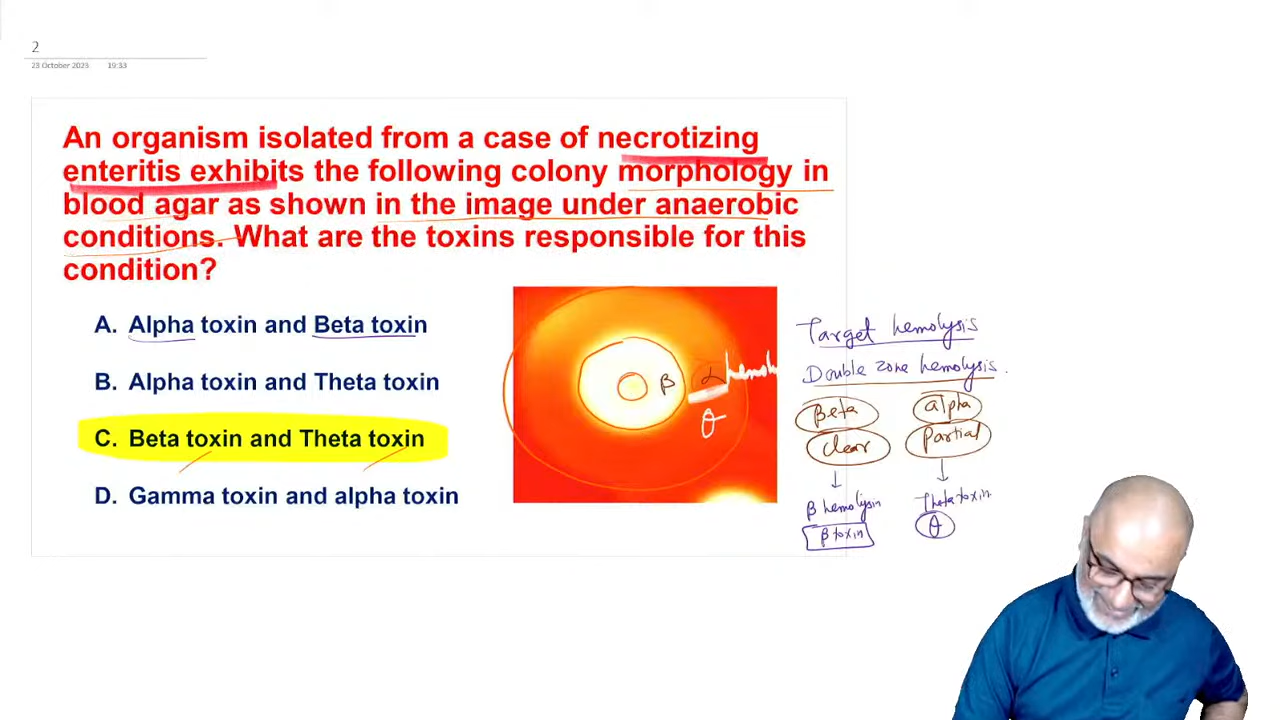 2
23 October 2023 19:33
An organism isolated from a case of necrotizing
enteritis exhibits the following colony morphology in
blood agar as shown in the image under anaerobic
conditions. What are the toxins responsible for this
condition?
A. Alpha toxin and Beta toxin
B. Alpha toxin and Theta toxin
C. Beta toxin and Theta toxin
D. Gamma toxin and alpha toxin
β α hemoly
θ
Target hemolysis
Double zone hemolysis.
Beta alpha
clear partial
β hemolysin Theta toxin
β toxin θ